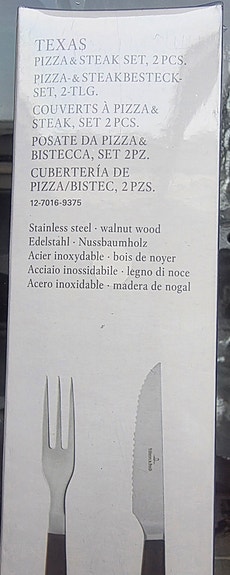 TEXAS
PIZZA & STEAK SET, 2 PCS.
PIZZA- & STEAKBESTECK-
SET, 2-TLG.
COUVERTS À PIZZA &
STEAK, SET 2 PCS.
POSATE DA PIZZA &
BISTECCA, SET 2PZ.
CUBERTERÍA DE
PIZZA/BISTEC, 2 PZS.
12-7016-9375
Stainless steel · walnut wood
Edelstahl · Nussbaumholz
Acier inoxydable · bois de noyer
Acciaio inossidabile · legno di noce
Acero inoxidable · madera de nogal